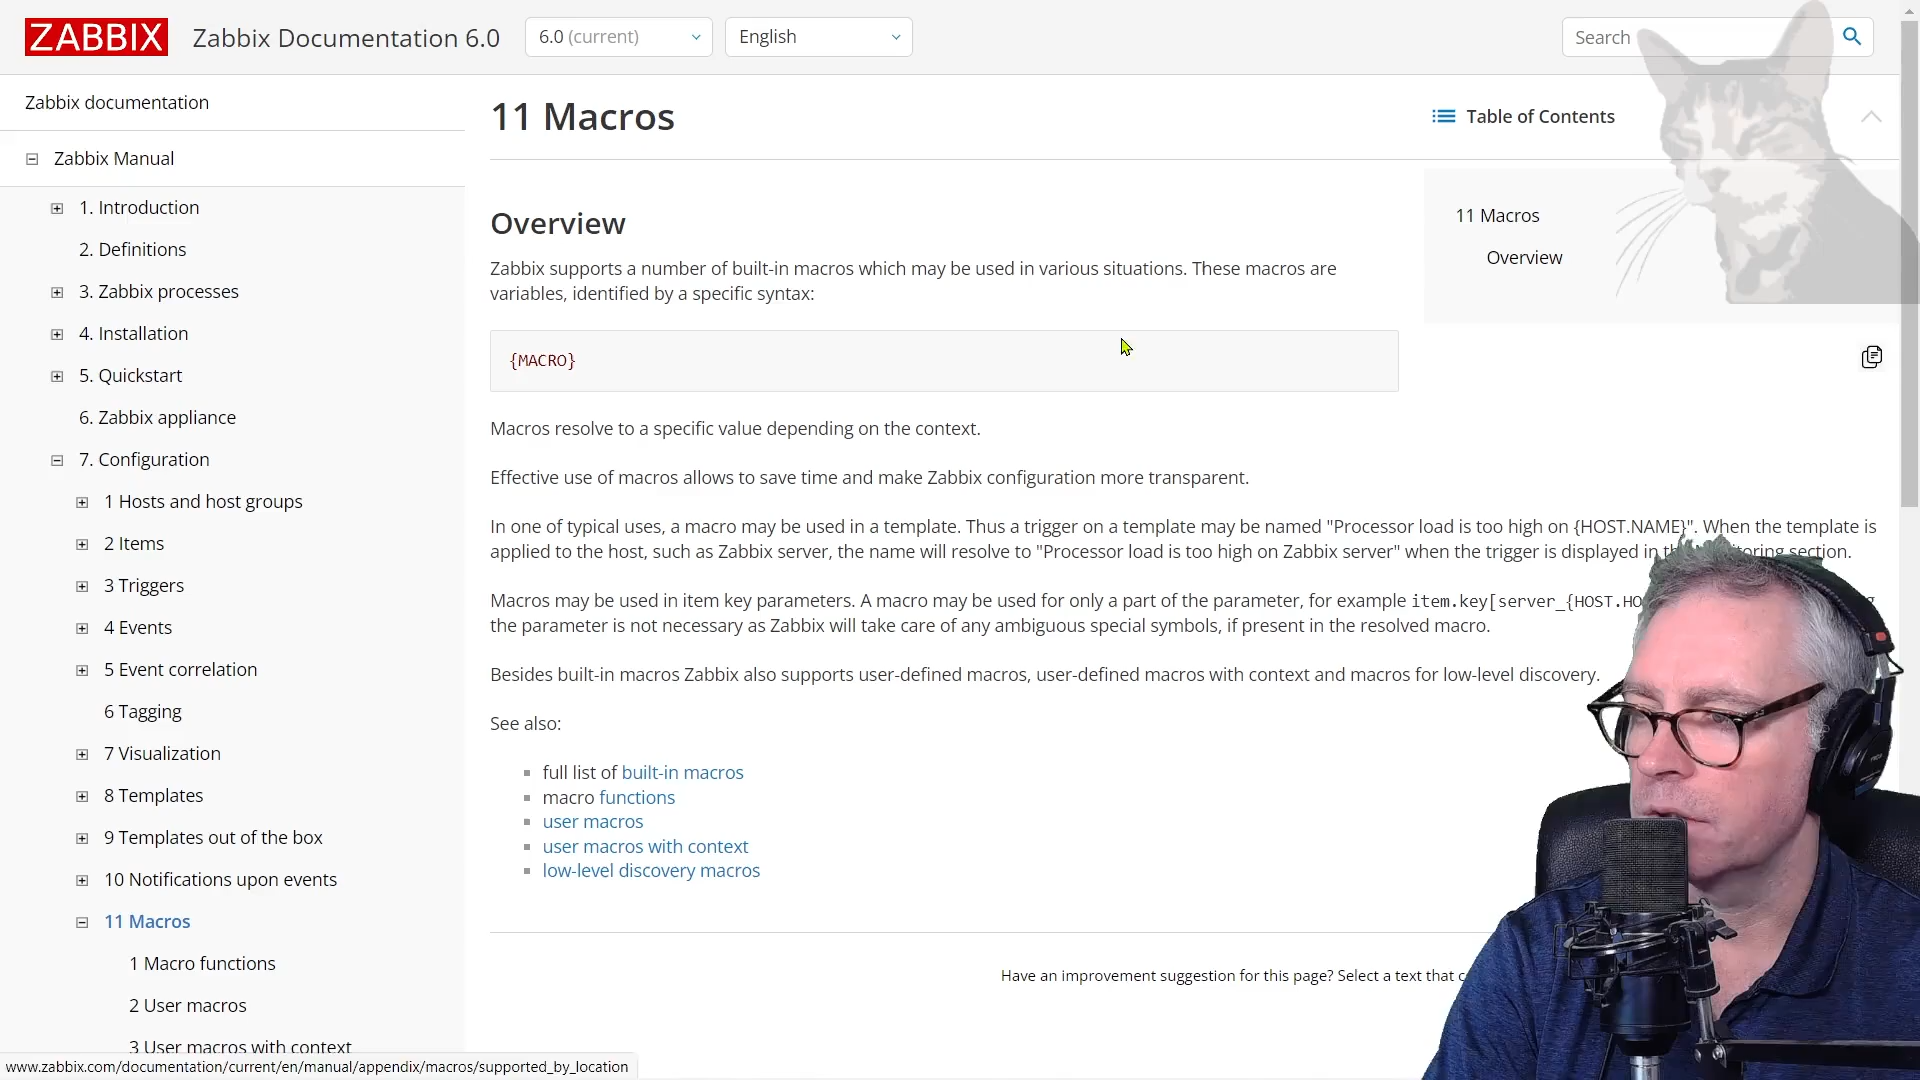 ZABBIX
Zabbix Documentation 6.0
6.0 (current)
English
Search
Zabbix documentation
Zabbix Manual
1. Introduction
2. Definitions
3. Zabbix processes
4. Installation
5. Quickstart
6. Zabbix appliance
7. Configuration
1 Hosts and host groups
2 Items
3 Triggers
4 Events
5 Event correlation
6 Tagging
7 Visualization
8 Templates
9 Templates out of the box
10 Notifications upon events
11 Macros
1 Macro functions
2 User macros
3 User macros with context
11 Macros
Table of Contents
11 Macros
Overview
Overview
Zabbix supports a number of built-in macros which may be used in various situations. These macros are
variables, identified by a specific syntax:
{MACRO}
Macros resolve to a specific value depending on the context.
Effective use of macros allows to save time and make Zabbix configuration more transparent.
In one of typical uses, a macro may be used in a template. Thus a trigger on a template may be named "Processor load is too high on {HOST.NAME}". When the template is
applied to the host, such as Zabbix server, the name will resolve to "Processor load is too high on Zabbix server" when the trigger is displayed in section.
Macros may be used in item key parameters. A macro may be used for only a part of the parameter, for example item.key[server_{HOST.HO
the parameter is not necessary as Zabbix will take care of any ambiguous special symbols, if present in the resolved macro.
Besides built-in macros Zabbix also supports user-defined macros, user-defined macros with context and macros for low-level discovery.
See also:
full list of built-in macros
macro functions
user macros
user macros with context
low-level discovery macros
Have an improvement suggestion for this page? Select a text that c
www.zabbix.com/documentation/current/en/manual/appendix/macros/supported_by_location